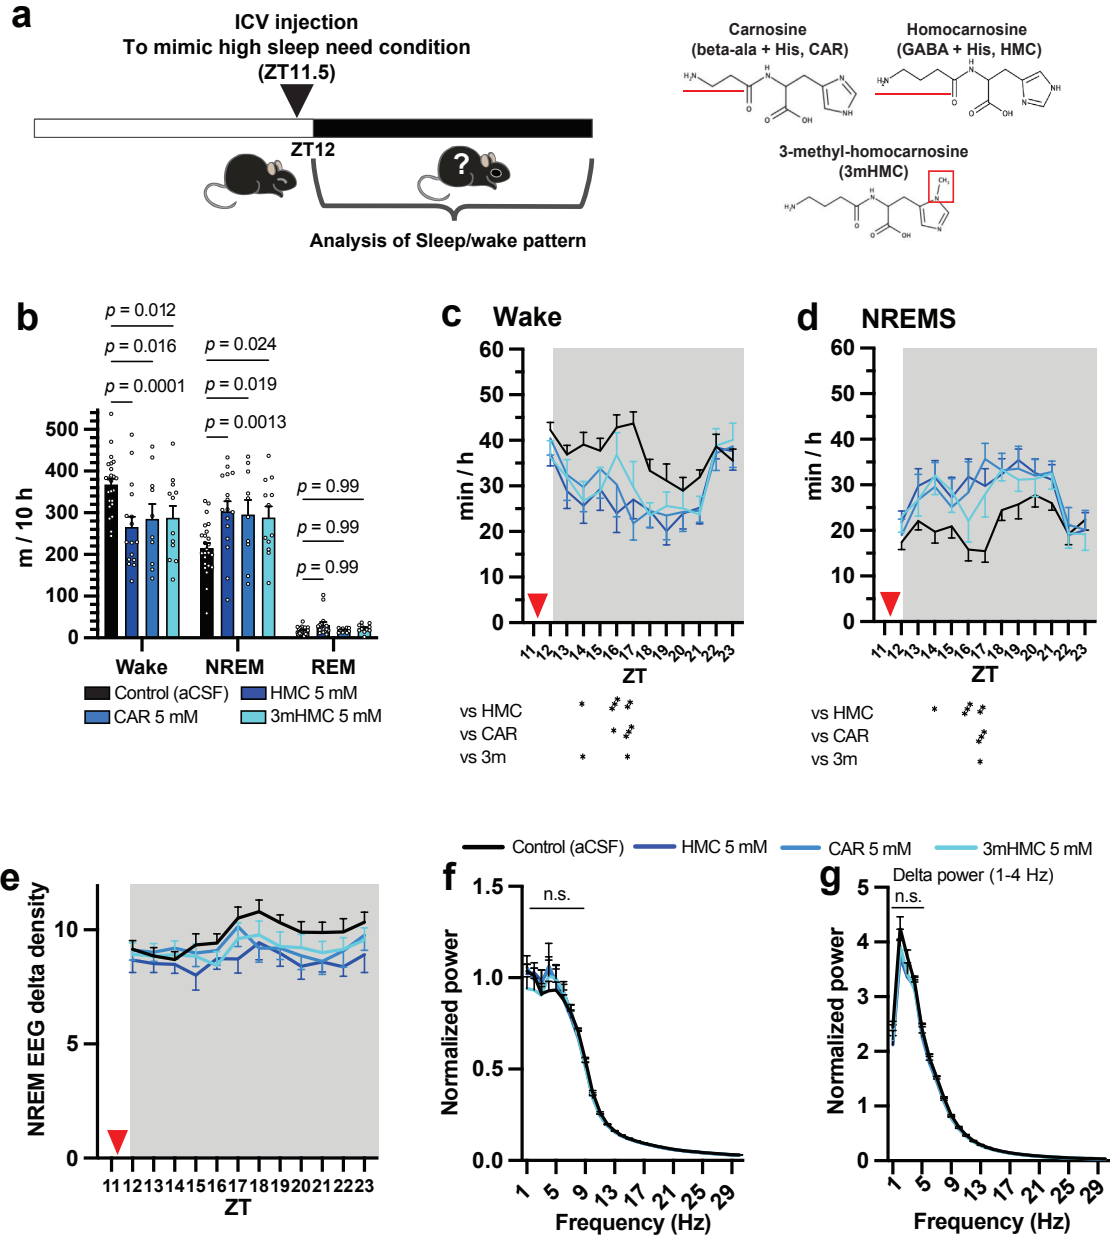 a
ICV injection
To mimic high sleep need condition
(ZT11.5)
ZT12
?
Analysis of Sleep/wake pattern
Carnosine
(beta-ala + His, CAR)
H₂N
O
H
N
O
OH
N
NH
Homocarnosine
(GABA + His, HMC)
H₂N
O
H
N
O
OH
N
NH
3-methyl-homocarnosine
(3mHMC)
H₂N
O
H
N
O
OH
CH₃
N
N
b
p = 0.012
p = 0.016
p = 0.0001
p = 0.024
p = 0.019
p = 0.0013
p = 0.99
p = 0.99
p = 0.99
m / 10 h
500
400
300
200
100
0
Wake NREM REM
Control (aCSF) HMC 5 mM
CAR 5 mM 3mHMC 5 mM
c Wake
min / h
60
50
40
30
20
10
0
11 12 13 14 15 16 17 18 19 20 21 22 23
ZT
vs HMC * *** **
vs CAR * ***
vs 3m * *
d NREMS
min / h
60
50
40
30
20
10
0
11 12 13 14 15 16 17 18 19 20 21 22 23
ZT
vs HMC * *** **
vs CAR ***
vs 3m *
Control (aCSF) HMC 5 mM CAR 5 mM 3mHMC 5 mM
e
NREM EEG delta density
10
5
0
11 12 13 14 15 16 17 18 19 20 21 22 23
ZT
f
n.s.
Normalized power
1.5
1.0
0.5
0.0
1 5 9 13 17 21 25 29
Frequency (Hz)
g Delta power (1-4 Hz)
n.s.
Normalized power
5
4
3
2
1
0
1 5 9 13 17 21 25 29
Frequency (Hz)